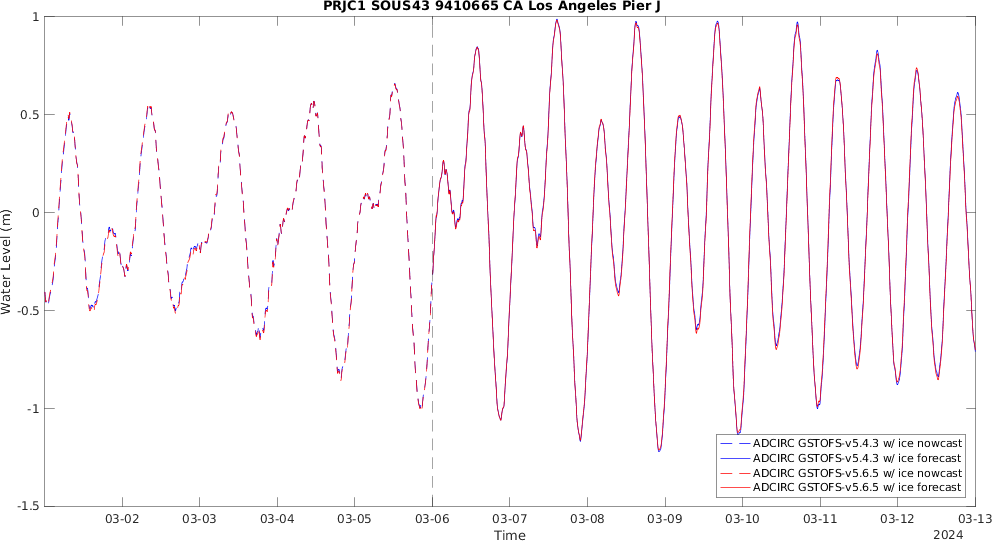 PRJC1 SOUS43 9410665 CA Los Angeles Pier J
1
0.5
0
-0.5
-1
-1.5
Water Level (m)
ADCIRC GSTOFS-v5.4.3 w/ ice nowcast
ADCIRC GSTOFS-v5.4.3 w/ ice forecast
ADCIRC GSTOFS-v5.6.5 w/ ice nowcast
ADCIRC GSTOFS-v5.6.5 w/ ice forecast
03-02 03-03 03-04 03-05 03-06 03-07 03-08 03-09 03-10 03-11 03-12 03-13
Time
2024